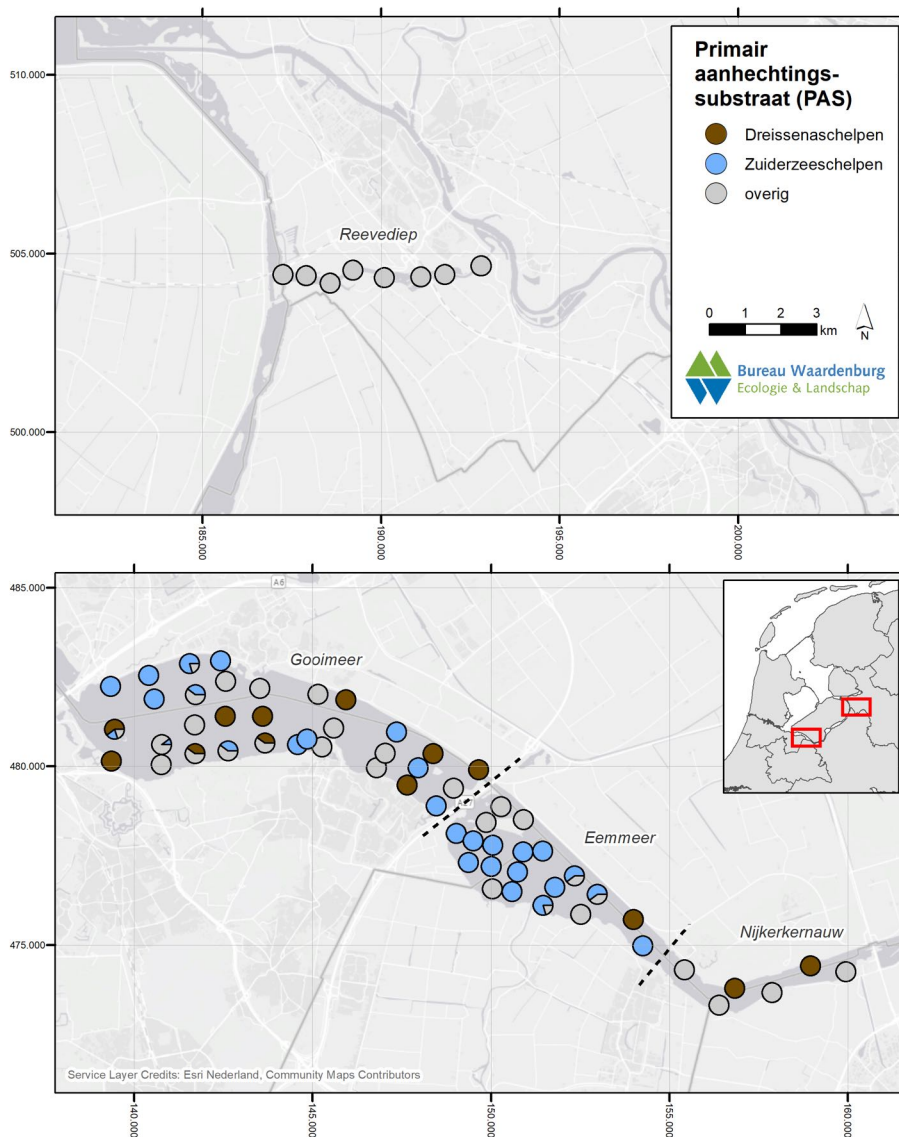 510.000
505.000
500.000
Reevediep
Primair
aanhechtings-
substraat (PAS)
Dreissenaschelpen
Zuiderzeeschelpen
overig
0 1 2 3
km
N
Bureau Waardenburg
Ecologie & Landschap
185.000
190.000
195.000
200.000
485.000
480.000
475.000
A6
Gooimeer
Eemmeer
Nijkerkernauw
Service Layer Credits: Esri Nederland, Community Maps Contributors
140.000
145.000
150.000
155.000
160.000